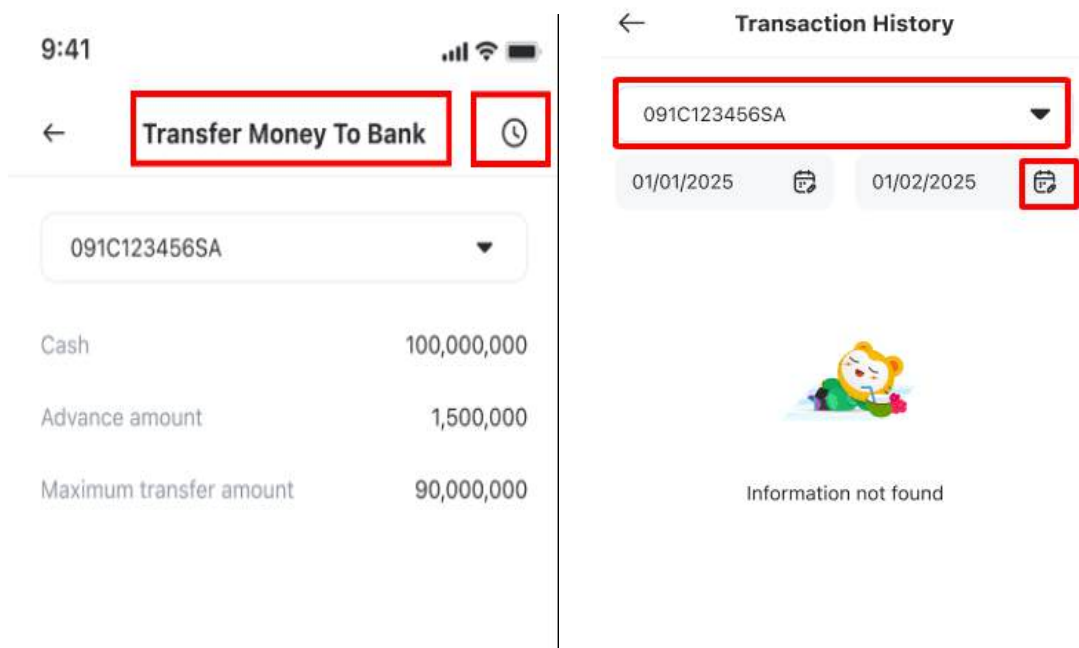 9:41
Transfer Money To Bank
091C123456SA
Cash 100,000,000
Advance amount 1,500,000
Maximum transfer amount 90,000,000
Transaction History
091C123456SA
01/01/2025 01/02/2025
Information not found